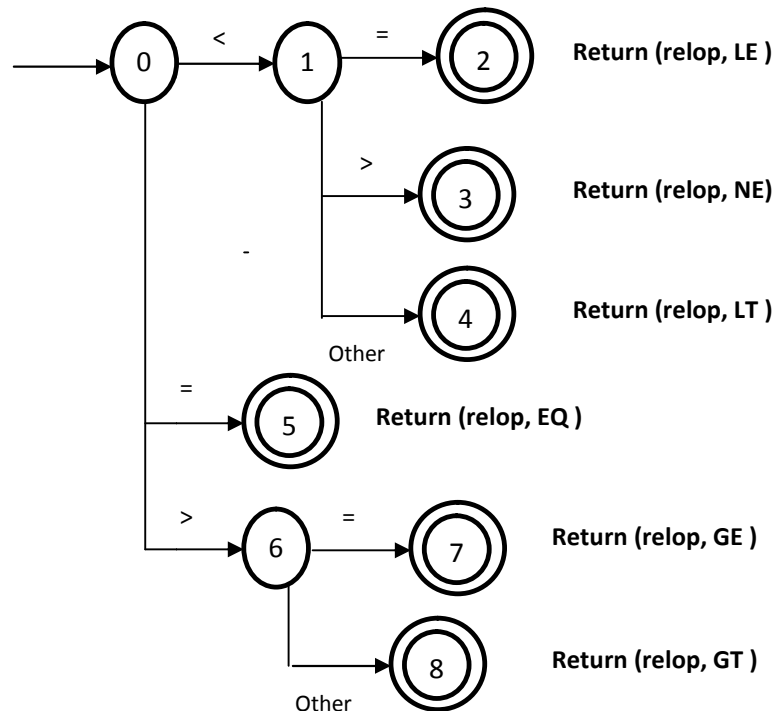 < =
0 1 2 Return (relop, LE )
>
3 Return (relop, NE)
-
4 Return (relop, LT )
Other
=
5 Return (relop, EQ )
> =
6 7 Return (relop, GE )
8 Return (relop, GT )
Other